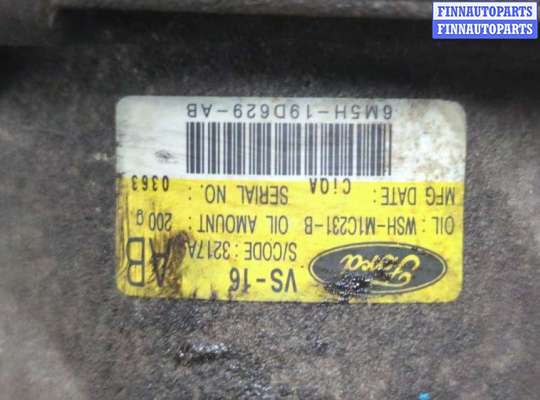 FINNAUTOPARTS
FINNAUTOPARTS
Ford
VS-16
AB
S/CODE : 3217A
OIL : WSH-M1C231-B OIL AMOUNT : 200 g
MFG DATE : C1QA SERIAL NO. : 0363
6M5H-19D629-AB